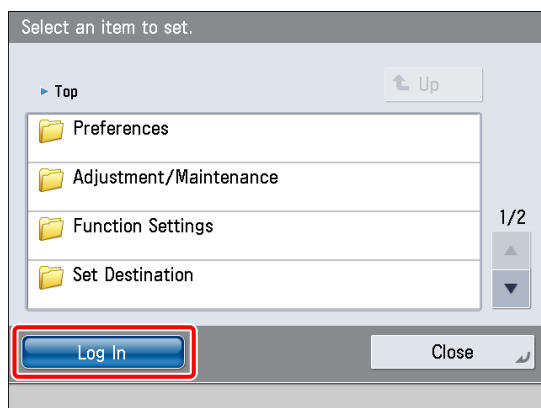 Select an item to set.
Top
Up
Preferences
Adjustment/Maintenance
Function Settings
Set Destination
1/2
Log In
Close